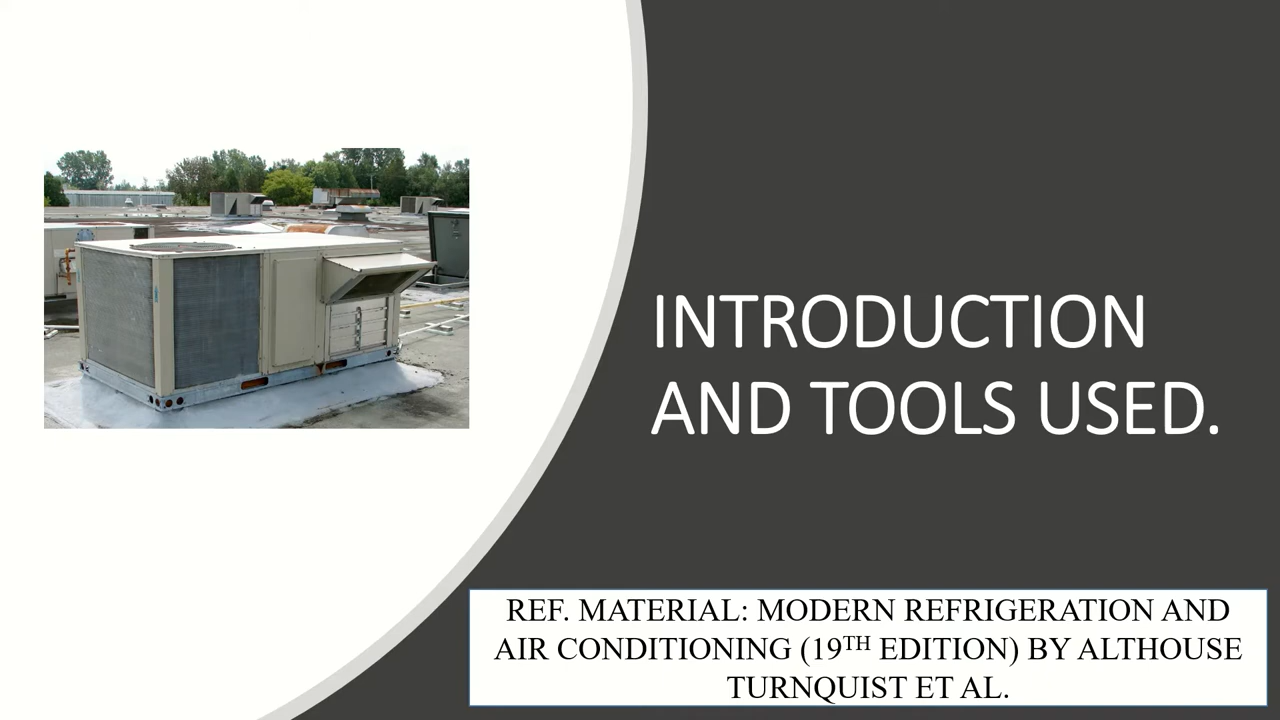 INTRODUCTION
AND TOOLS USED.
REF. MATERIAL: MODERN REFRIGERATION AND
AIR CONDITIONING (19TH EDITION) BY ALTHOUSE
TURNQUIST ET AL.